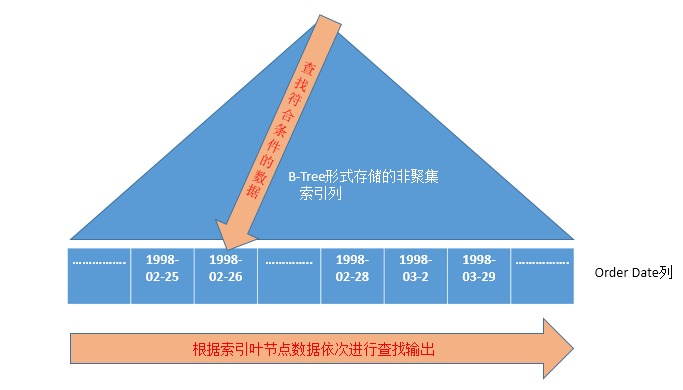 查找符合条件的数据
B-Tree形式存储的非聚集
索引列
................ 1998- 1998- .............. 1998- 1998- 1998- ................
02-25 02-26 02-28 03-2 03-29
Order Date列
根据索引叶节点数据依次进行查找输出